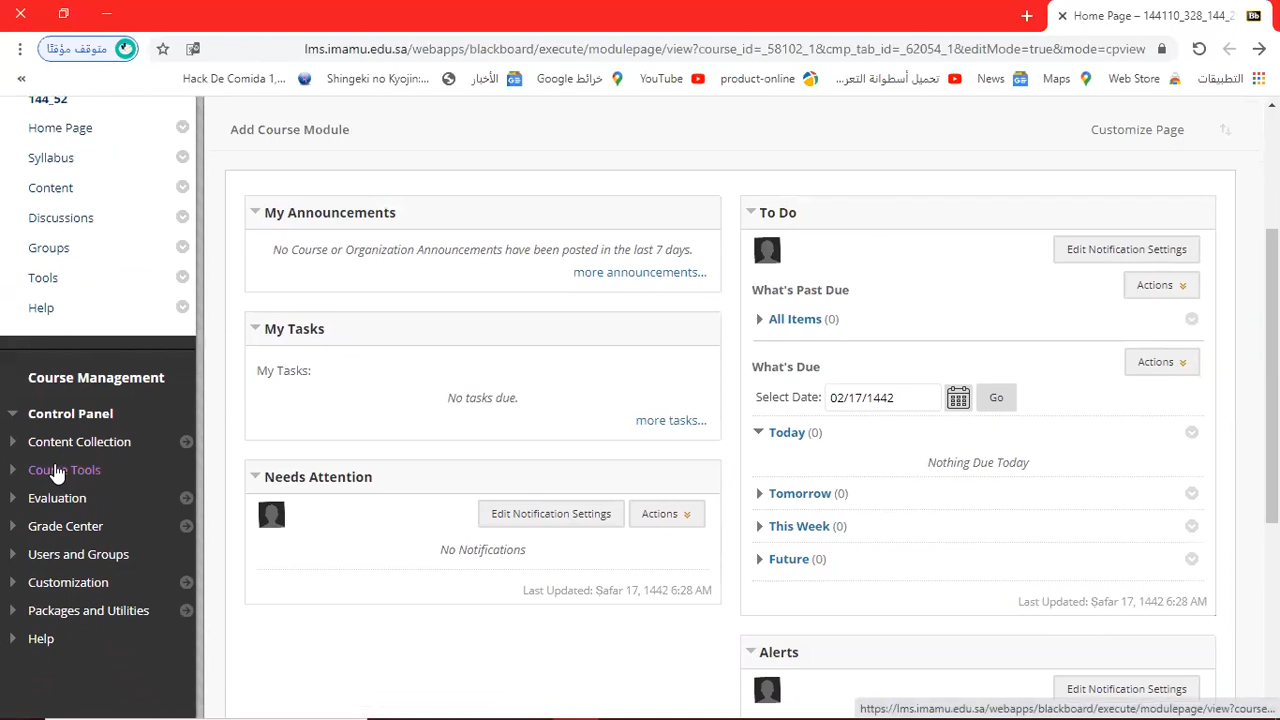 Home Page – 144110_328_144_2
متوقف مؤقتًا
lms.imamu.edu.sa/webapps/blackboard/execute/modulepage/view?course_id=_58102_1&cmp_tab_id=_62054_1&editMode=true&mode=cpview
Hack De Comida 1,...
Shingeki no Kyojin:...
الأخبار
خرائط Google
YouTube
product-online
تحميل أسطوانة التعر...
News
Maps
Web Store
التطبيقات
144_52
Home Page
Syllabus
Content
Discussions
Groups
Tools
Help
Course Management
Control Panel
Content Collection
Course Tools
Evaluation
Grade Center
Users and Groups
Customization
Packages and Utilities
Help
Add Course Module
Customize Page
My Announcements
No Course or Organization Announcements have been posted in the last 7 days.
more announcements...
My Tasks
My Tasks:
No tasks due.
more tasks...
Needs Attention
Edit Notification Settings
Actions
No Notifications
Last Updated: Ṣafar 17, 1442 6:28 AM
To Do
Edit Notification Settings
What's Past Due
Actions
All Items (0)
What's Due
Actions
Select Date: 02/17/1442 Go
Today (0)
Nothing Due Today
Tomorrow (0)
This Week (0)
Future (0)
Last Updated: Ṣafar 17, 1442 6:28 AM
Alerts
Edit Notification Settings
https://lms.imamu.edu.sa/webapps/blackboard/execute/modulepage/view?course...